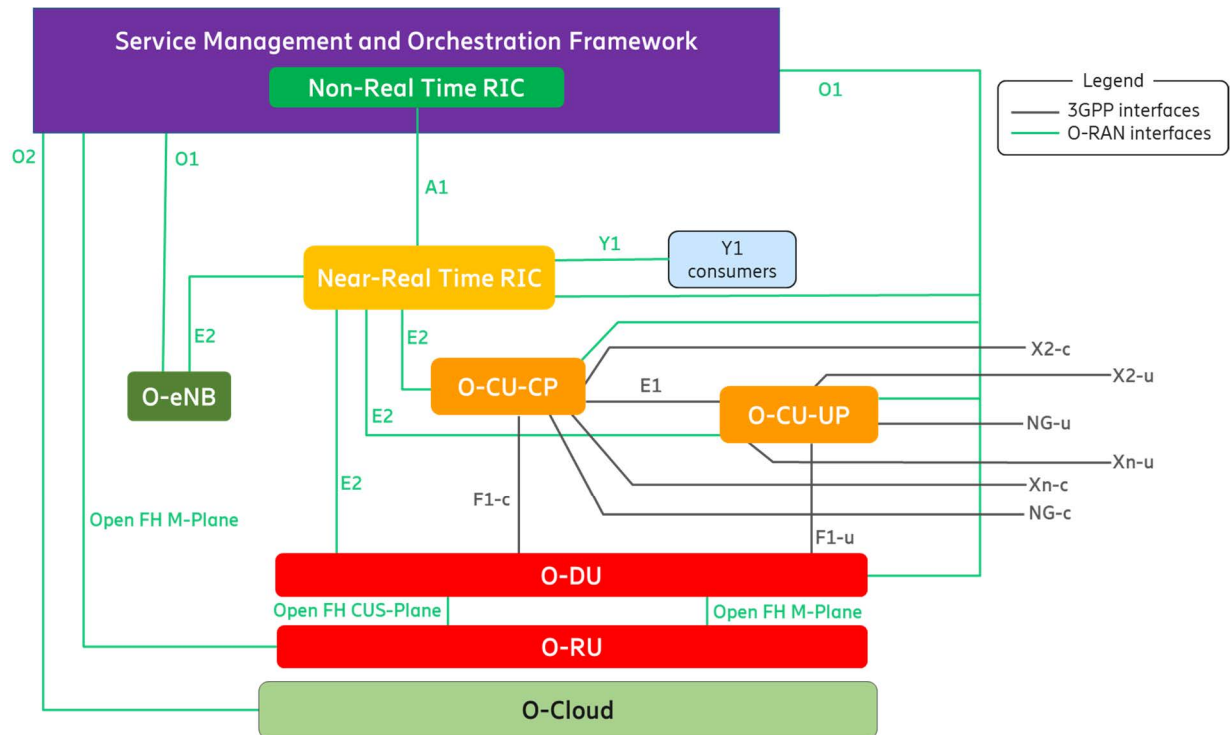 Service Management and Orchestration Framework
Non-Real Time RIC
Legend
3GPP interfaces
O-RAN interfaces
O1
O2
O1
A1
Near-Real Time RIC
Y1
Y1
consumers
E2
E2
O-CU-CP
E1
O-CU-UP
X2-c
X2-u
O-eNB
E2
NG-u
Xn-u
E2
F1-c
Xn-c
NG-c
Open FH M-Plane
F1-u
O-DU
Open FH CUS-Plane
Open FH M-Plane
O-RU
O-Cloud